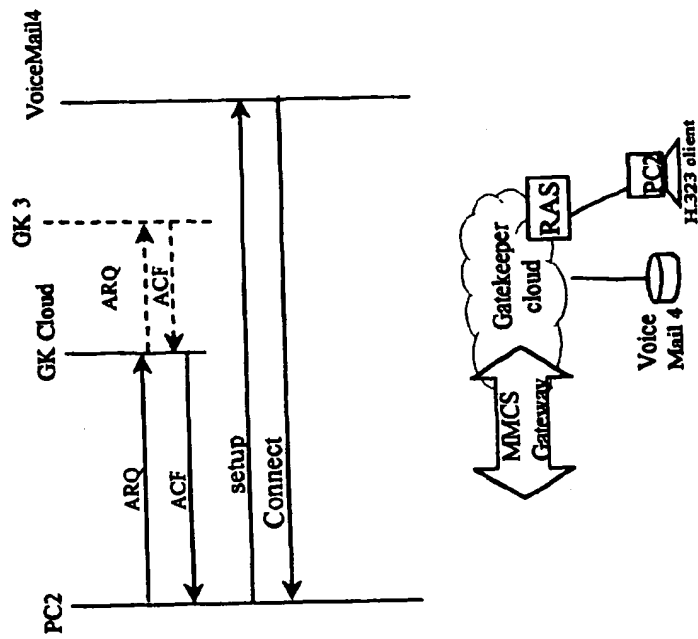 PC2
GK Cloud
GK 3
VoiceMail4
ARQ
ARQ
ACF
ACF
setup
Connect
MMCS
Gateway
Gatekeeper
cloud
RAS
Voice
Mail 4
PC2
H.323 olient